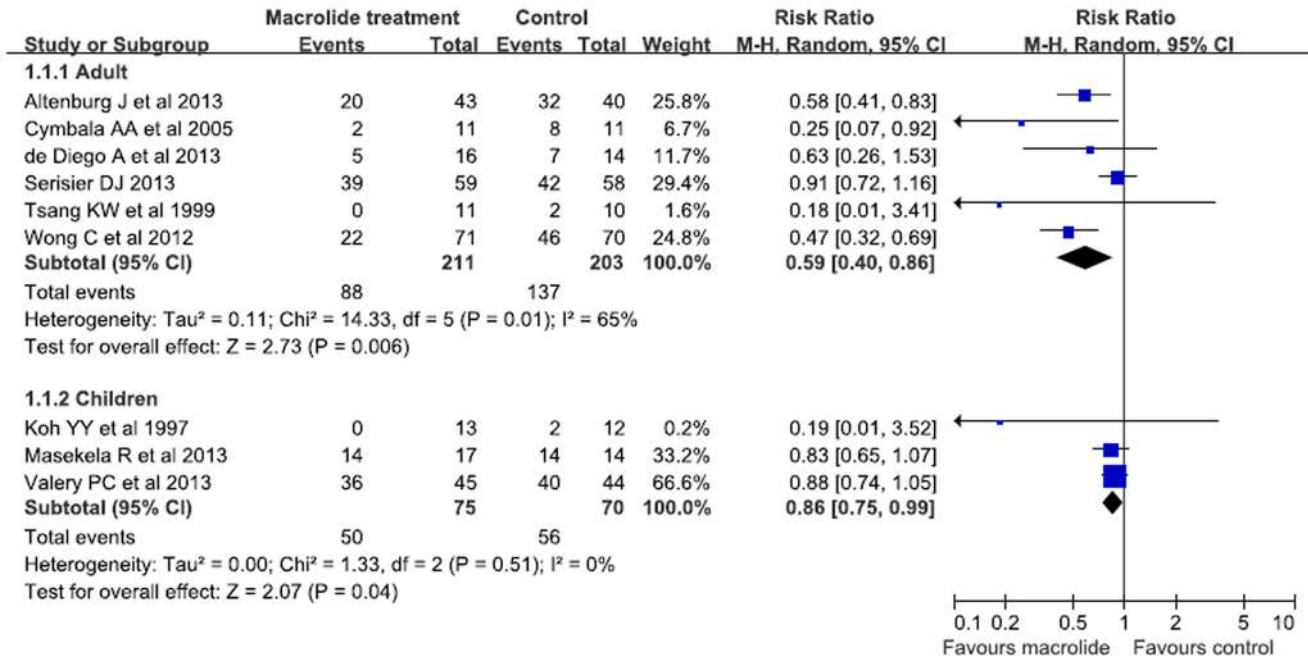 Macrolide treatment Control Risk Ratio Risk Ratio
Study or Subgroup Events Total Events Total Weight M-H, Random, 95% CI M-H, Random, 95% CI
1.1.1 Adult
Altenburg J et al 2013 20 43 32 40 25.8% 0.58 [0.41, 0.83]
Cymbala AA et al 2005 2 11 8 11 6.7% 0.25 [0.07, 0.92]
de Diego A et al 2013 5 16 7 14 11.7% 0.63 [0.26, 1.53]
Serisier DJ 2013 39 59 42 58 29.4% 0.91 [0.72, 1.16]
Tsang KW et al 1999 0 11 2 10 1.6% 0.18 [0.01, 3.41]
Wong C et al 2012 22 71 46 70 24.8% 0.47 [0.32, 0.69]
Subtotal (95% CI) 211 203 100.0% 0.59 [0.40, 0.86]
Total events 88 137
Heterogeneity: Tau² = 0.11; Chi² = 14.33, df = 5 (P = 0.01); I² = 65%
Test for overall effect: Z = 2.73 (P = 0.006)
1.1.2 Children
Koh YY et al 1997 0 13 2 12 0.2% 0.19 [0.01, 3.52]
Masekela R et al 2013 14 17 14 14 33.2% 0.83 [0.65, 1.07]
Valery PC et al 2013 36 45 40 44 66.6% 0.88 [0.74, 1.05]
Subtotal (95% CI) 75 70 100.0% 0.86 [0.75, 0.99]
Total events 50 56
Heterogeneity: Tau² = 0.00; Chi² = 1.33, df = 2 (P = 0.51); I² = 0%
Test for overall effect: Z = 2.07 (P = 0.04)
0.1 0.2 0.5 1 2 5 10
Favours macrolide Favours control